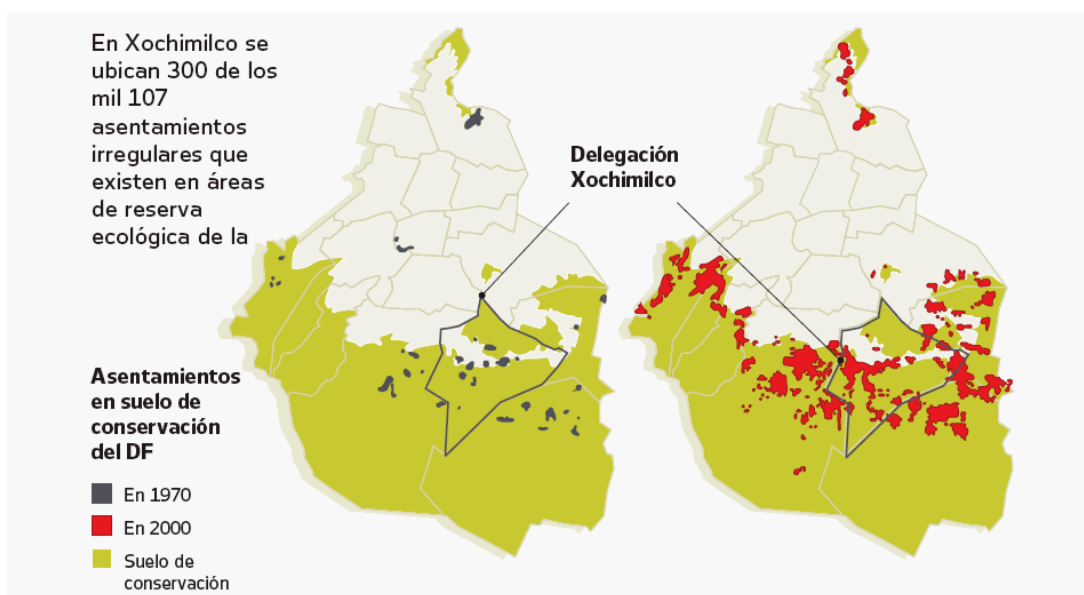 En Xochimilco se
ubican 300 de los
mil 107
asentamientos
irregulares que
existen en áreas
de reserva
ecológica de la
Delegación
Xochimilco
Asentamientos
en suelo de
conservación
del DF
En 1970
En 2000
Suelo de
conservación